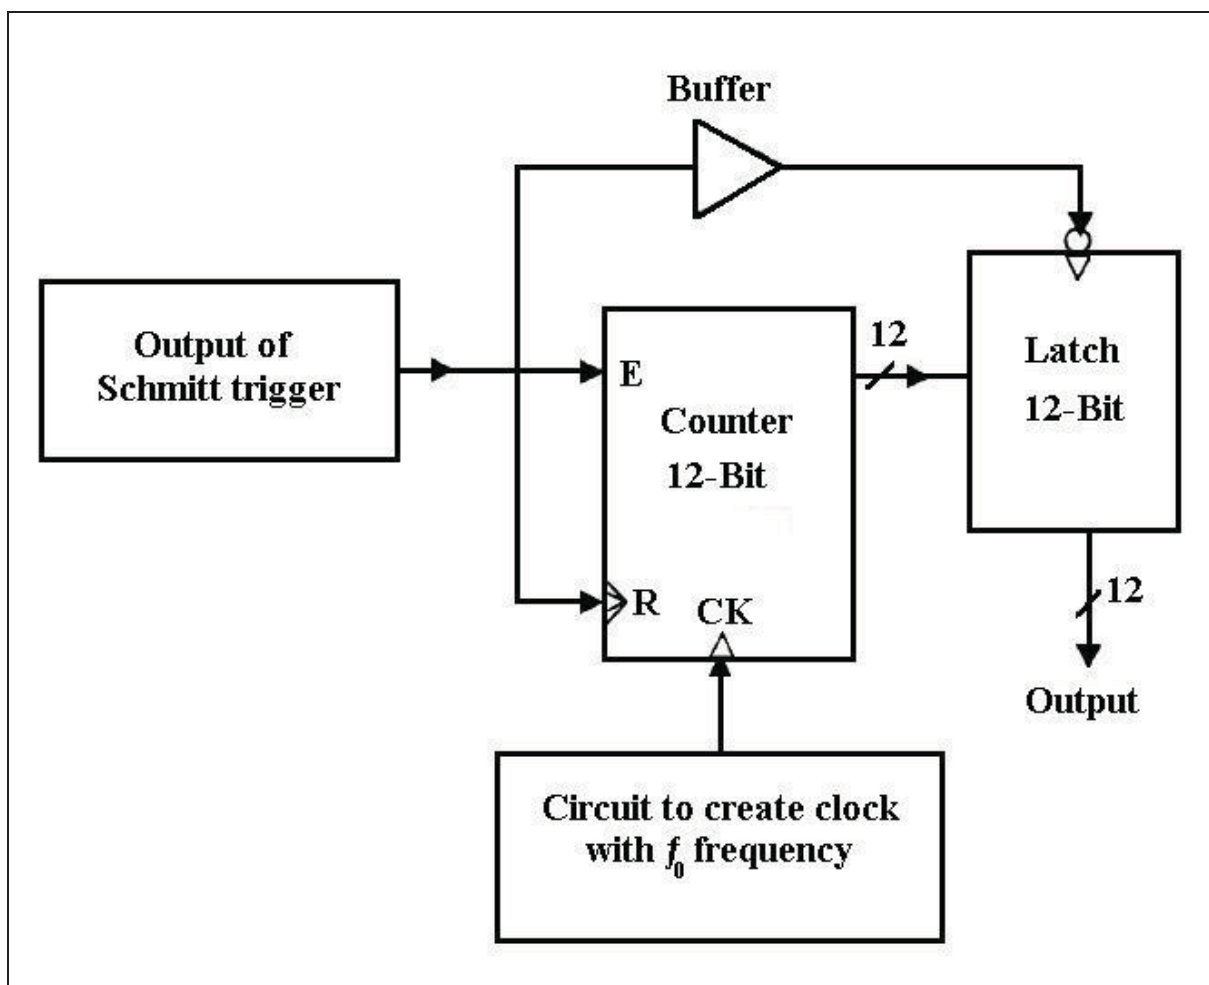 Buffer
Output of
Schmitt trigger
E
12
Latch
12-Bit
Counter
12-Bit
R
CK
12
Output
Circuit to create clock
with f₀ frequency